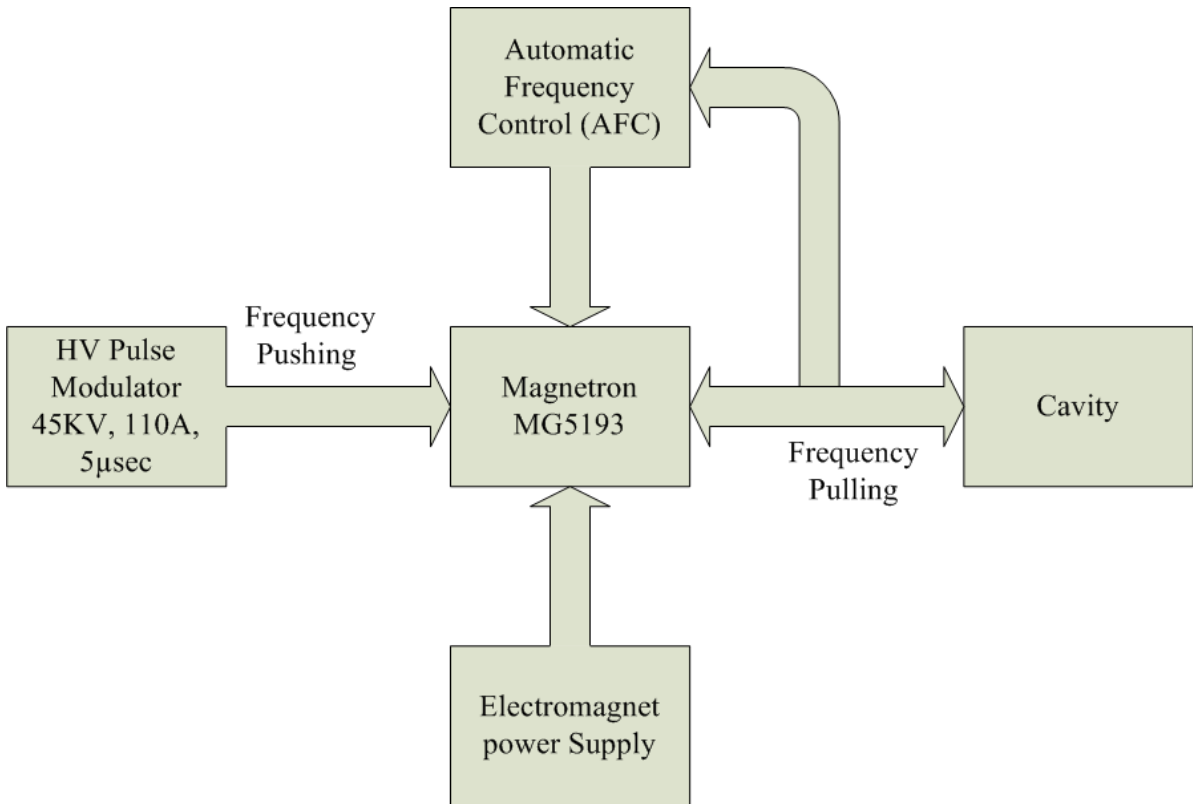 Automatic
Frequency
Control (AFC)
Frequency
Pushing
HV Pulse
Modulator
45KV, 110A,
5µsec
Magnetron
MG5193
Cavity
Frequency
Pulling
Electromagnet
power Supply